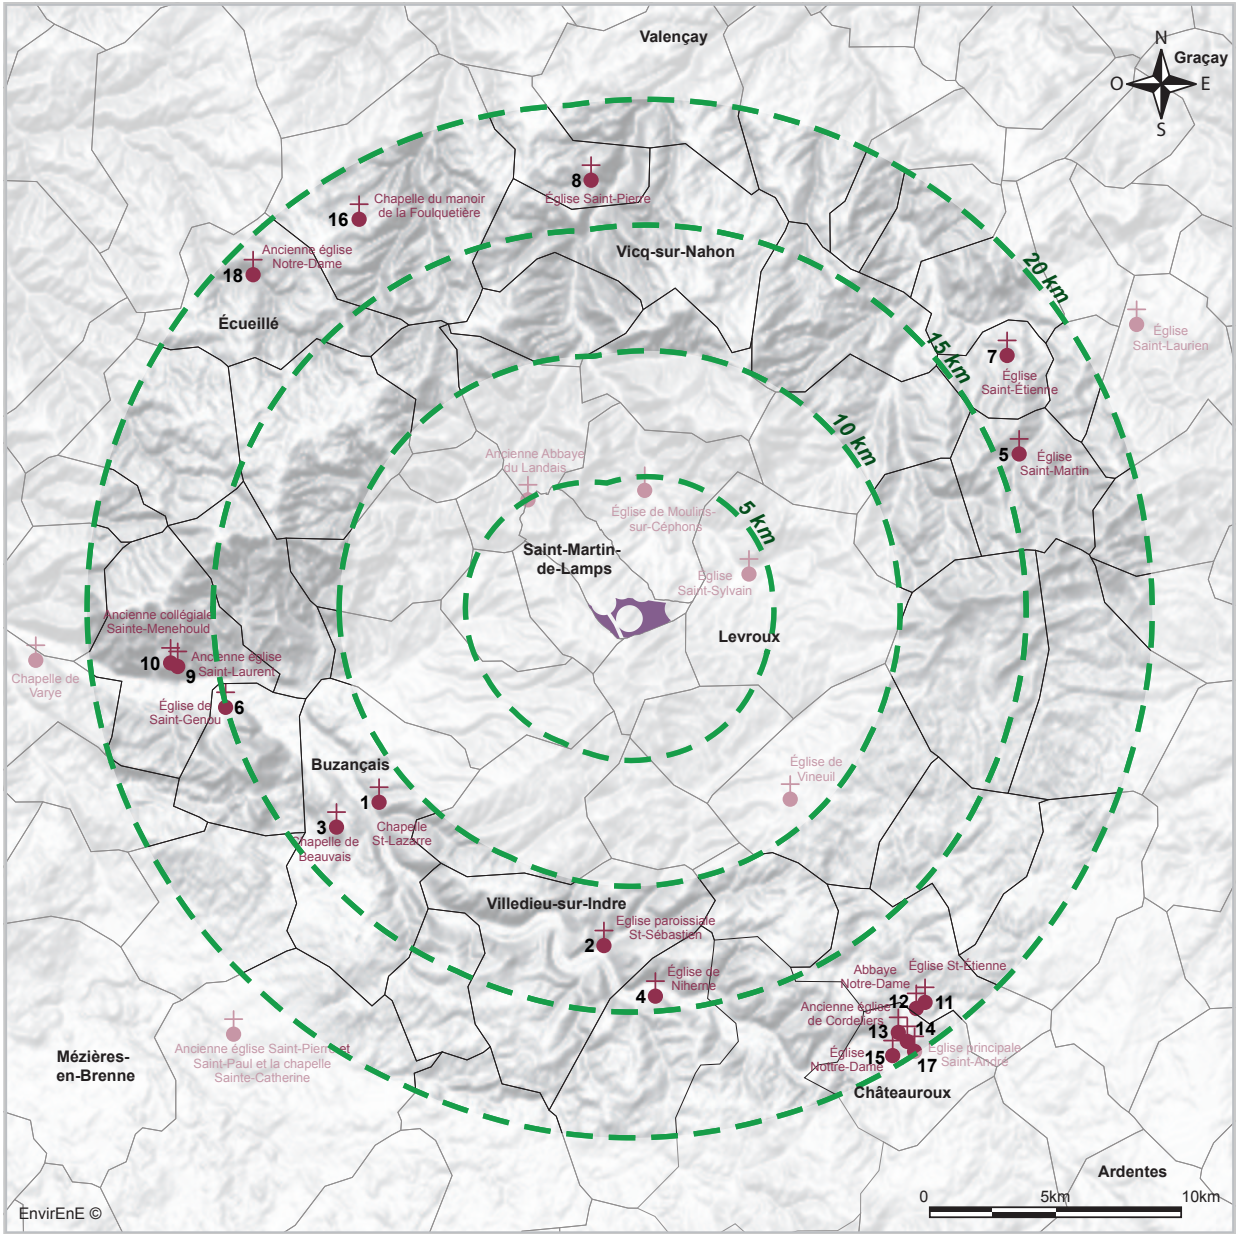 Valençay
N
Graçay
O
E
S
8
Église Saint-Pierre
Chapelle du manoir
de la Foulquetière
16
Ancienne église
Notre-Dame
18
Vicq-sur-Nahon
20 km
Écueillé
Église
Saint-Laurien
15 km
7
Église
Saint-Étienne
10 km
Ancienne Abbaye
du Landais
5
Église
Saint-Martin
Église de Moulins-
sur-Céphons
5 km
Saint-Martin-
de-Lamps
Église
Saint-Sylvain
Levroux
Ancienne collégiale
Sainte-Menehould
10
9
Ancienne église
Saint-Laurent
Chapelle de
Varye
Église de
Saint-Genou
6
Buzançais
Église de
Vineuil
1
Chapelle
St-Lazarre
3
Chapelle de
Beauvais
Villedieu-sur-Indre
Eglise paroissiale
St-Sébastien
2
Église de
Niherne
4
Abbaye
Notre-Dame
Église St-Étienne
12
11
Ancienne église
de Cordeliers
13
14
Église
Nottre-Dame
15
17
Eglise principale
Saint-André
Châteauroux
Ancienne église Saint-Pierre et
Saint-Paul et la chapelle
Sainte-Catherine
Mézières-
en-Brenne
Ardentes
0
5km
10km
EnvirEnE ©